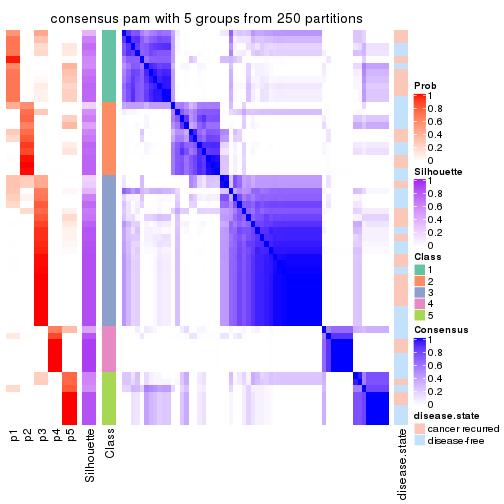 consensus pam with 5 groups from 250 partitions
Prob
1
0.8
0.6
0.4
0.2
0
Silhouette
1
0.8
0.6
0.4
0.2
0
Class
1
2
3
4
5
Consensus
1
0.8
0.6
0.4
0.2
0
disease.state
cancer recurred
disease-free
p1
p2
p3
p4
p5
Silhouette
Class
disease.state